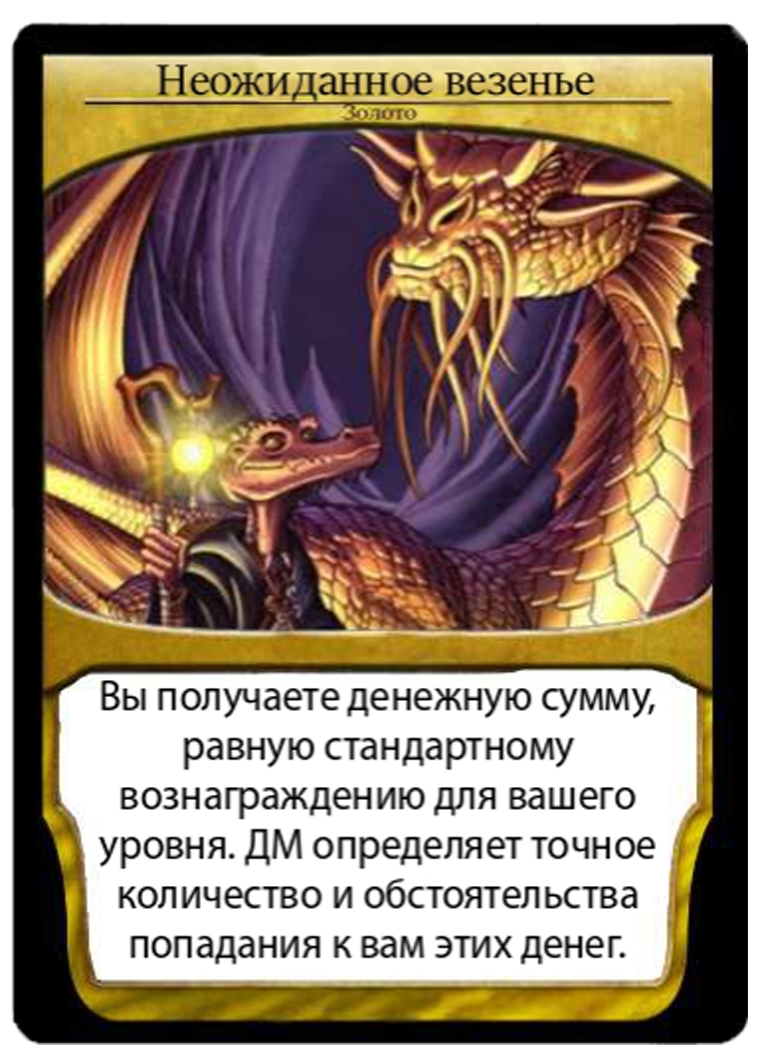 Неожиданное везенье
Золото
Вы получаете денежную сумму,
равную стандартному
вознаграждению для вашего
уровня. ДМ определяет точное
количество и обстоятельства
попадания к вам этих денег.